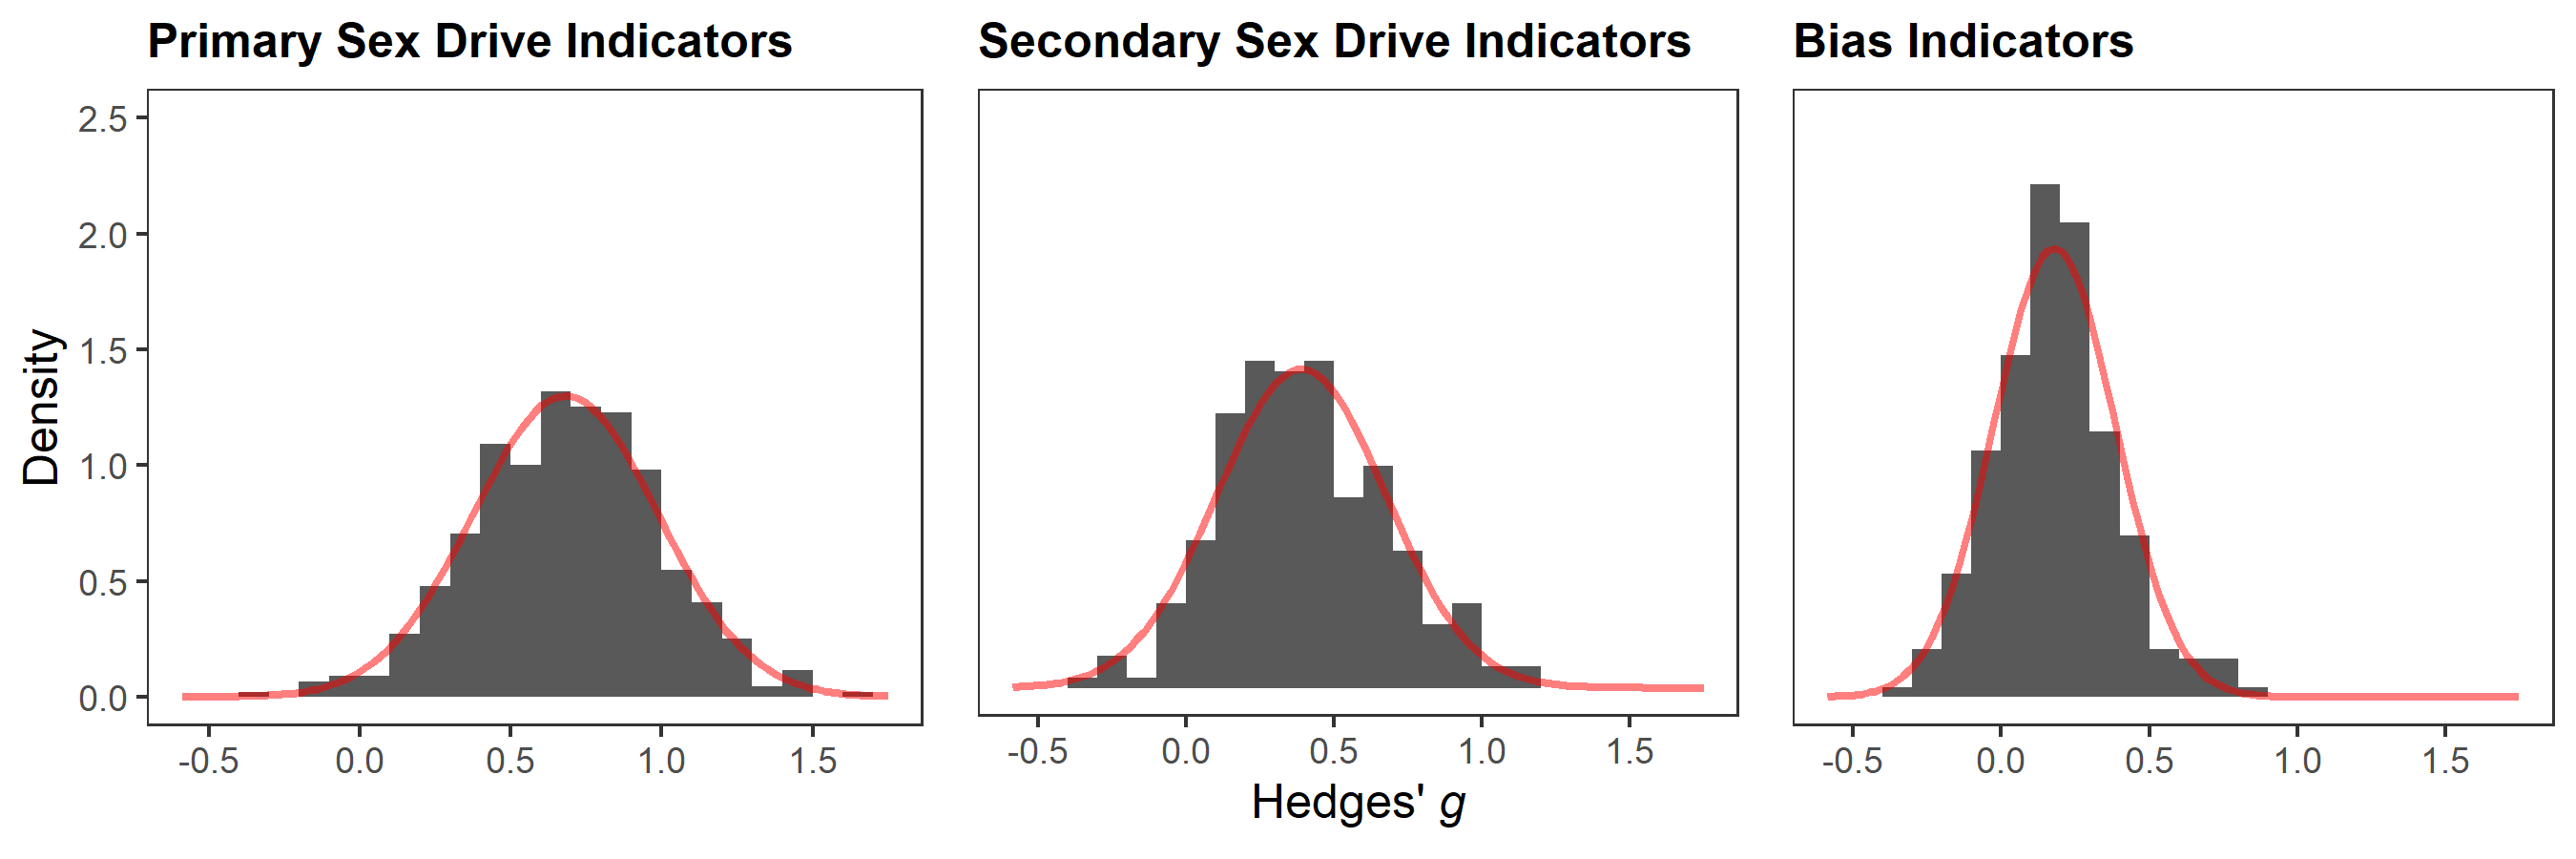 Primary Sex Drive Indicators
Secondary Sex Drive Indicators
Bias Indicators
Density
2.5
2.0
1.5
1.0
0.5
0.0
-0.5 0.0 0.5 1.0 1.5
-0.5 0.0 0.5 1.0 1.5
-0.5 0.0 0.5 1.0 1.5
Hedges' g